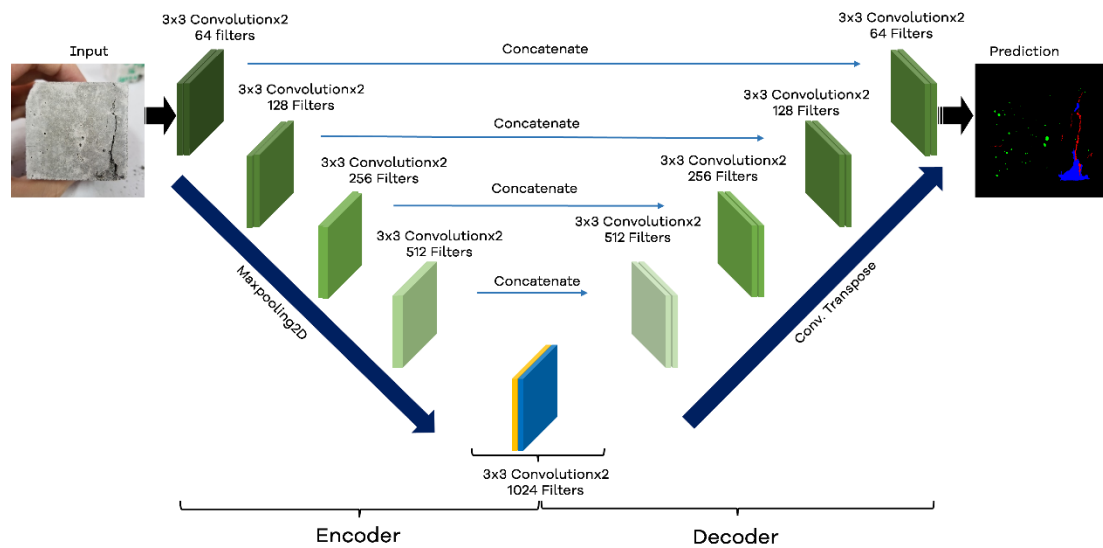 3x3 Convolutionx2
64 filters
3x3 Convolutionx2
64 Filters
Input
Concatenate
Prediction
3x3 Convolutionx2
128 Filters
3x3 Convolutionx2
128 Filters
Concatenate
3x3 Convolutionx2
256 Filters
3x3 Convolutionx2
256 Filters
Concatenate
3x3 Convolutionx2
512 Filters
3x3 Convolutionx2
512 Filters
Concatenate
Maxpooling2D
Conv. Transpose
3x3 Convolutionx2
1024 Filters
Encoder
Decoder